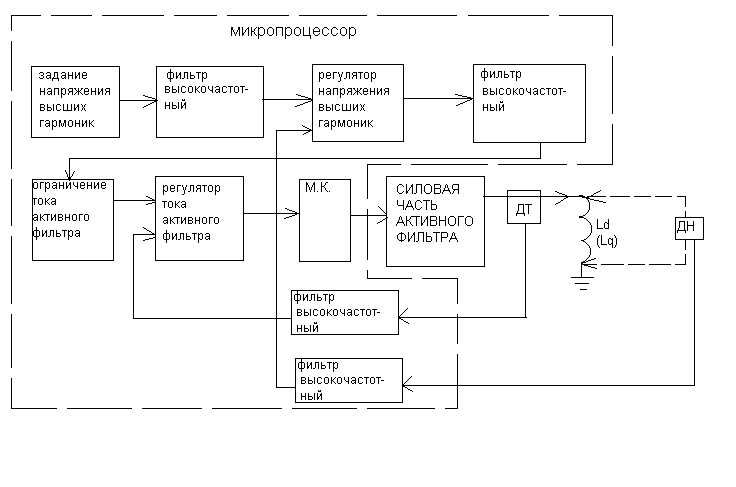 микропроцессор
задание
напряжения
высших
гармоник
фильтр
высокочастот-
ный
регулятор
напряжения
высших
гармоник
фильтр
высокочастот-
ный
ограничение
тока
активного
фильтра
регулятор
тока
активного
фильтра
М.К.
СИЛОВАЯ
ЧАСТЬ
АКТИВНОГО
ФИЛЬТРА
ДТ
Ld
(Lq)
ДН
фильтр
высокочастот-
ный
фильтр
высокочастот-
ный